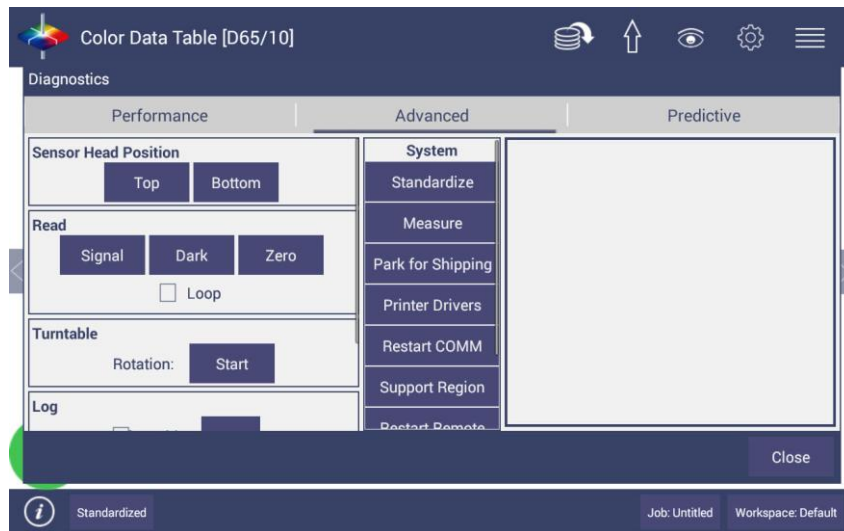 Color Data Table [D65/10]
Diagnostics
Performance
Advanced
Predictive
Sensor Head Position
Top
Bottom
Read
Signal
Dark
Zero
Loop
Turntable
Rotation:
Start
Log
System
Standardize
Measure
Park for Shipping
Printer Drivers
Restart COMM
Support Region
Restart Remote
Close
i
Standardized
Job: Untitled
Workspace: Default